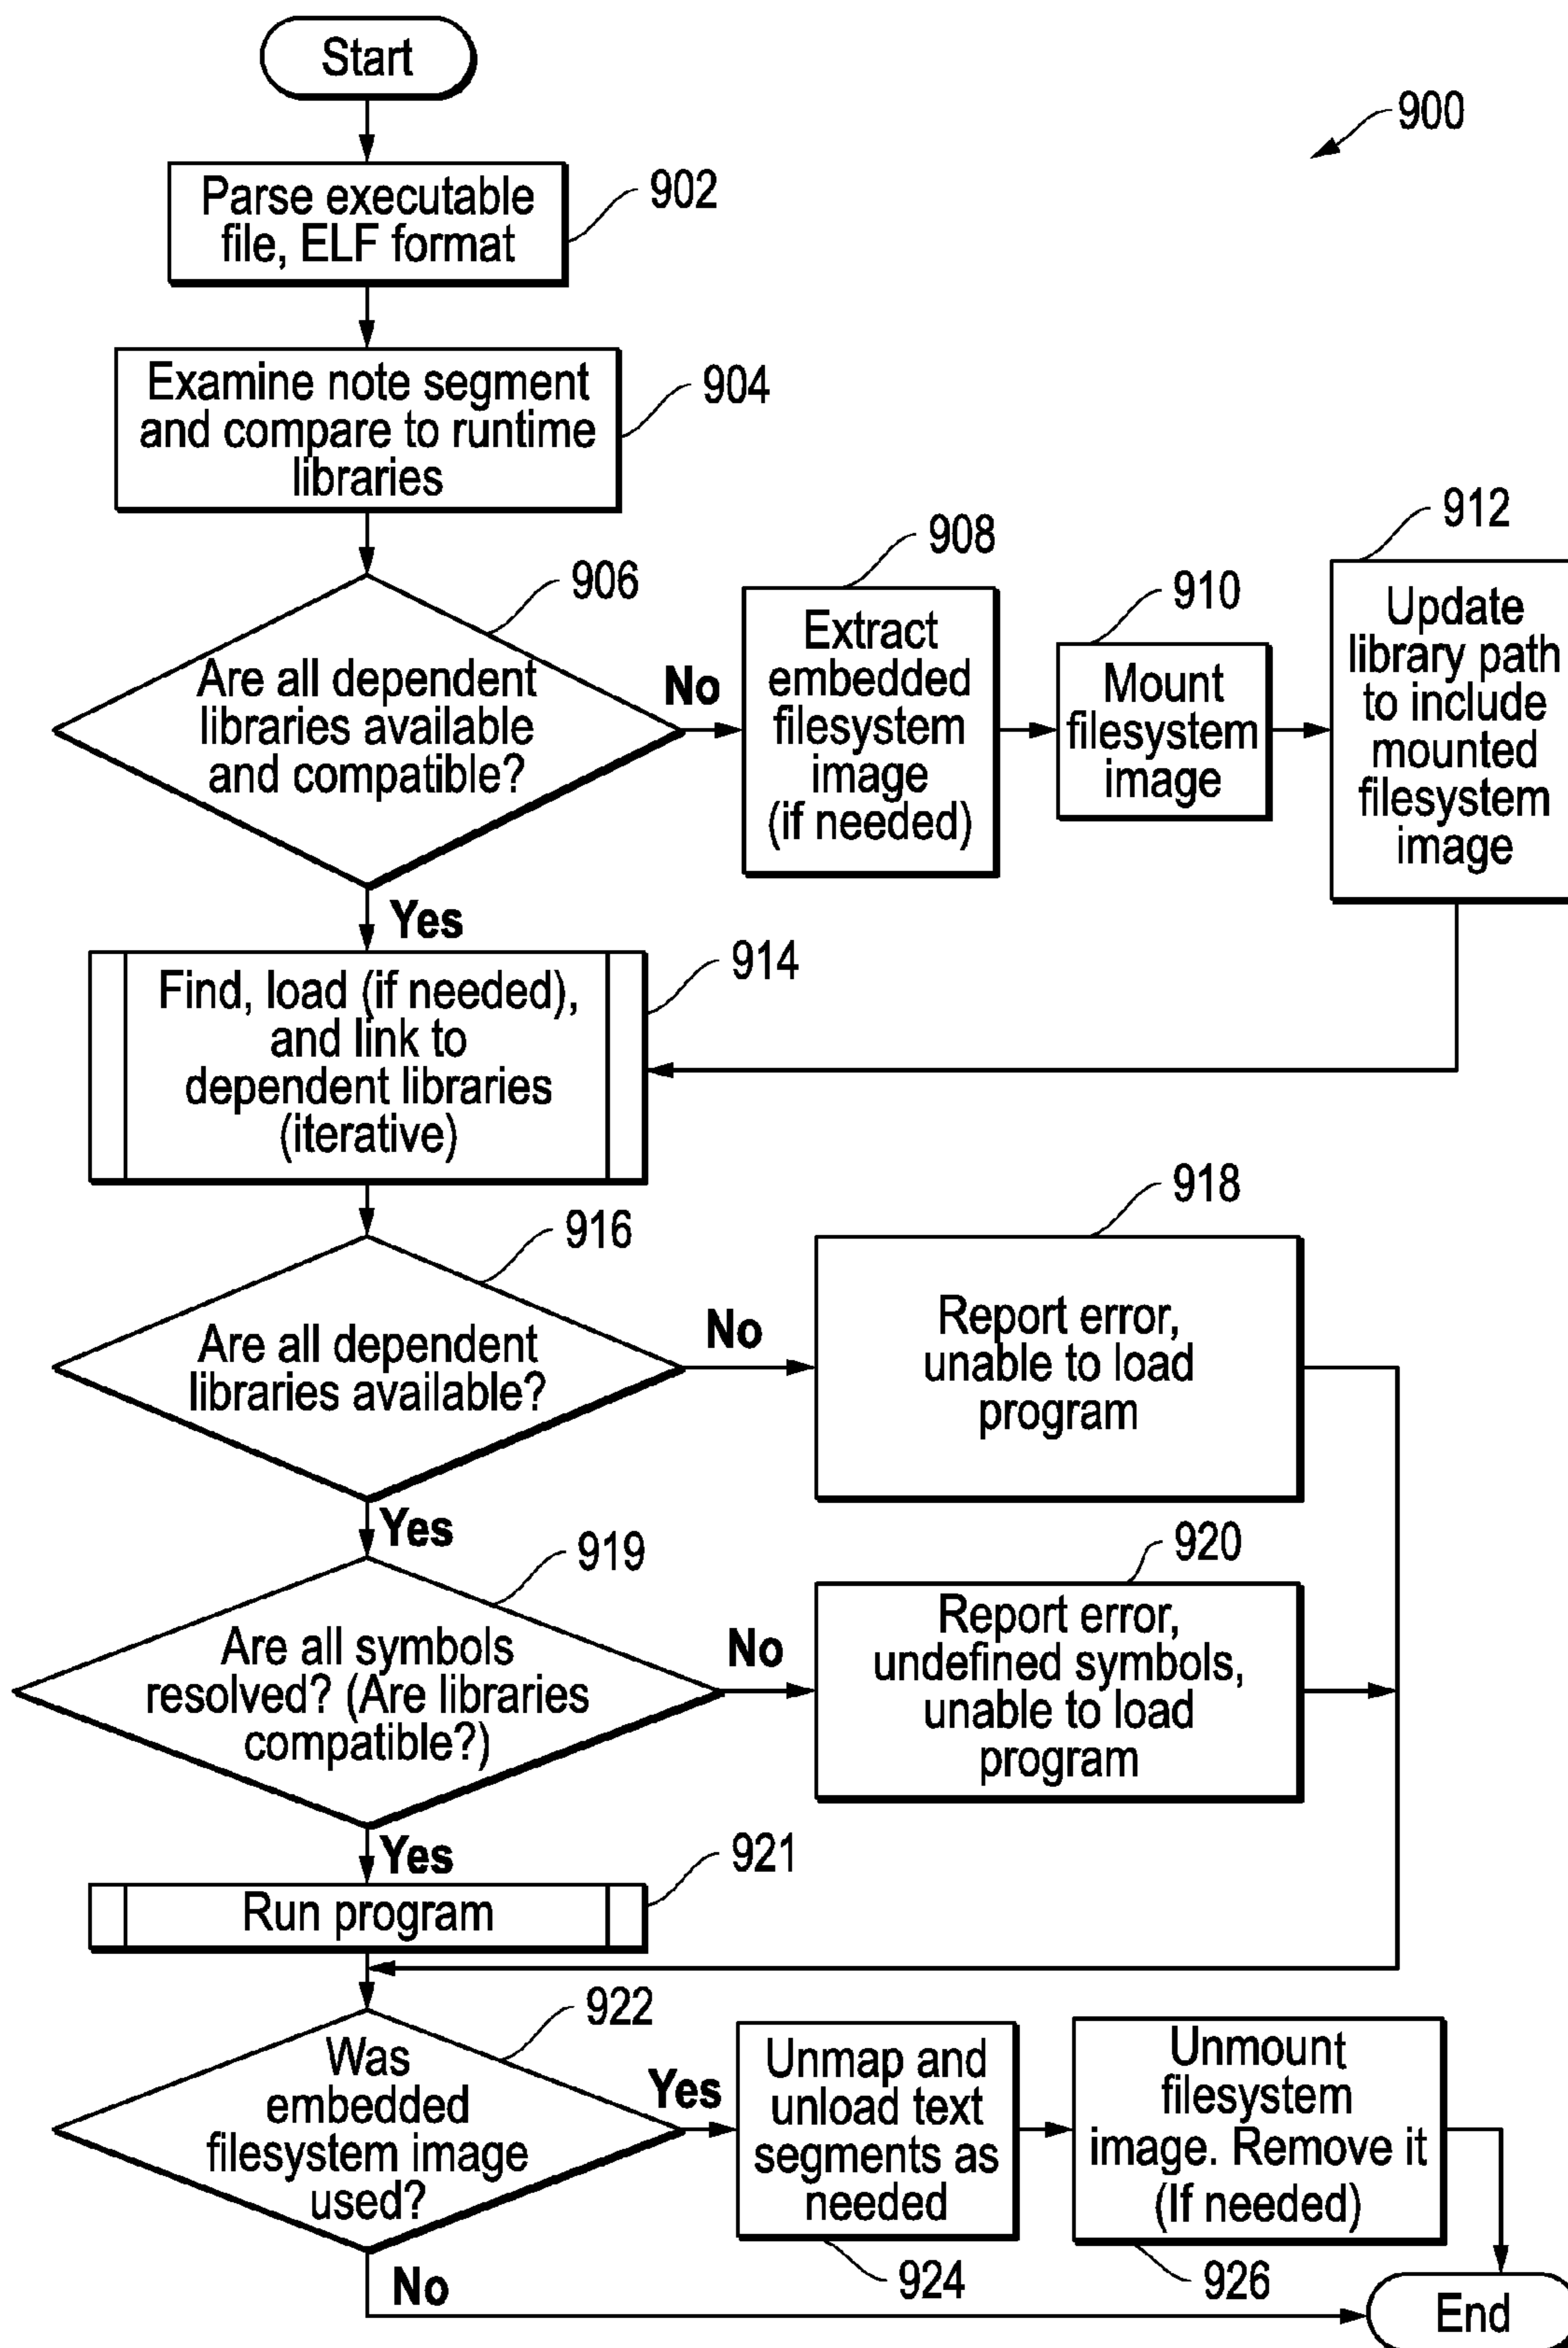 Start
900
Parse executable
file, ELF format
902
Examine note segment
and compare to runtime
libraries
904
906
Are all dependent
libraries available
and compatible?
No
908
Extract
embedded
filesystem
image
(if needed)
910
Mount
filesystem
image
912
Update
library path
to include
mounted
filesystem
image
Yes
914
Find, load (if needed),
and link to
dependent libraries
(iterative)
916
Are all dependent
libraries available?
No
918
Report error,
unable to load
program
Yes
919
Are all symbols
resolved? (Are libraries
compatible?)
No
920
Report error,
undefined symbols,
unable to load
program
Yes
921
Run program
922
Was
embedded
filesystem image
used?
Yes
Unmap and
unload text
segments as
needed
924
Unmount
filesystem
image. Remove it
(If needed)
926
No
End